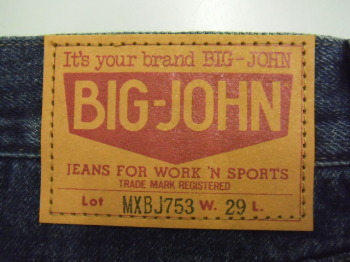 It's your brand BIG-JOHN
BIG-JOHN
JEANS FOR WORK 'N SPORTS
TRADE MARK REGISTERED
Lot MXBJ753 W. 29 L.